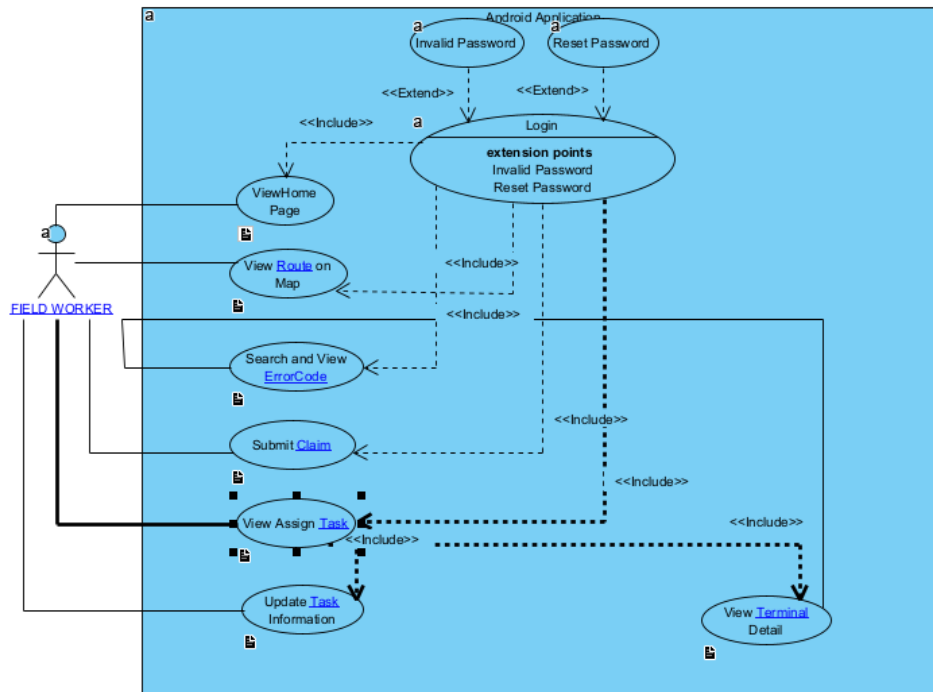 a
Android Application
a
Invalid Password
a
Reset Password
<<Extend>>
<<Extend>>
<<Include>>
a
Login
extension points
Invalid Password
Reset Password
ViewHome
Page
a
View Route on
Map
<<Include>>
FIELD WORKER
<<Include>>
Search and View
ErrorCode
<<Include>>
Submit Claim
<<Include>>
View Assign Task
<<Include>>
<<Include>>
Update Task
Information
View Terminal
Detail